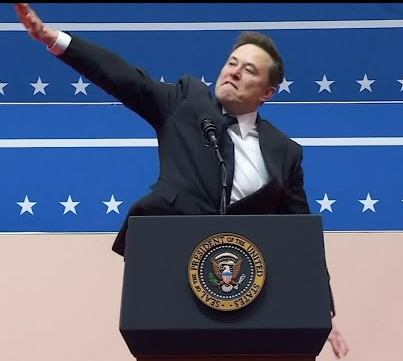 SEAL OF THE PRESIDENT OF THE UNITED STATES